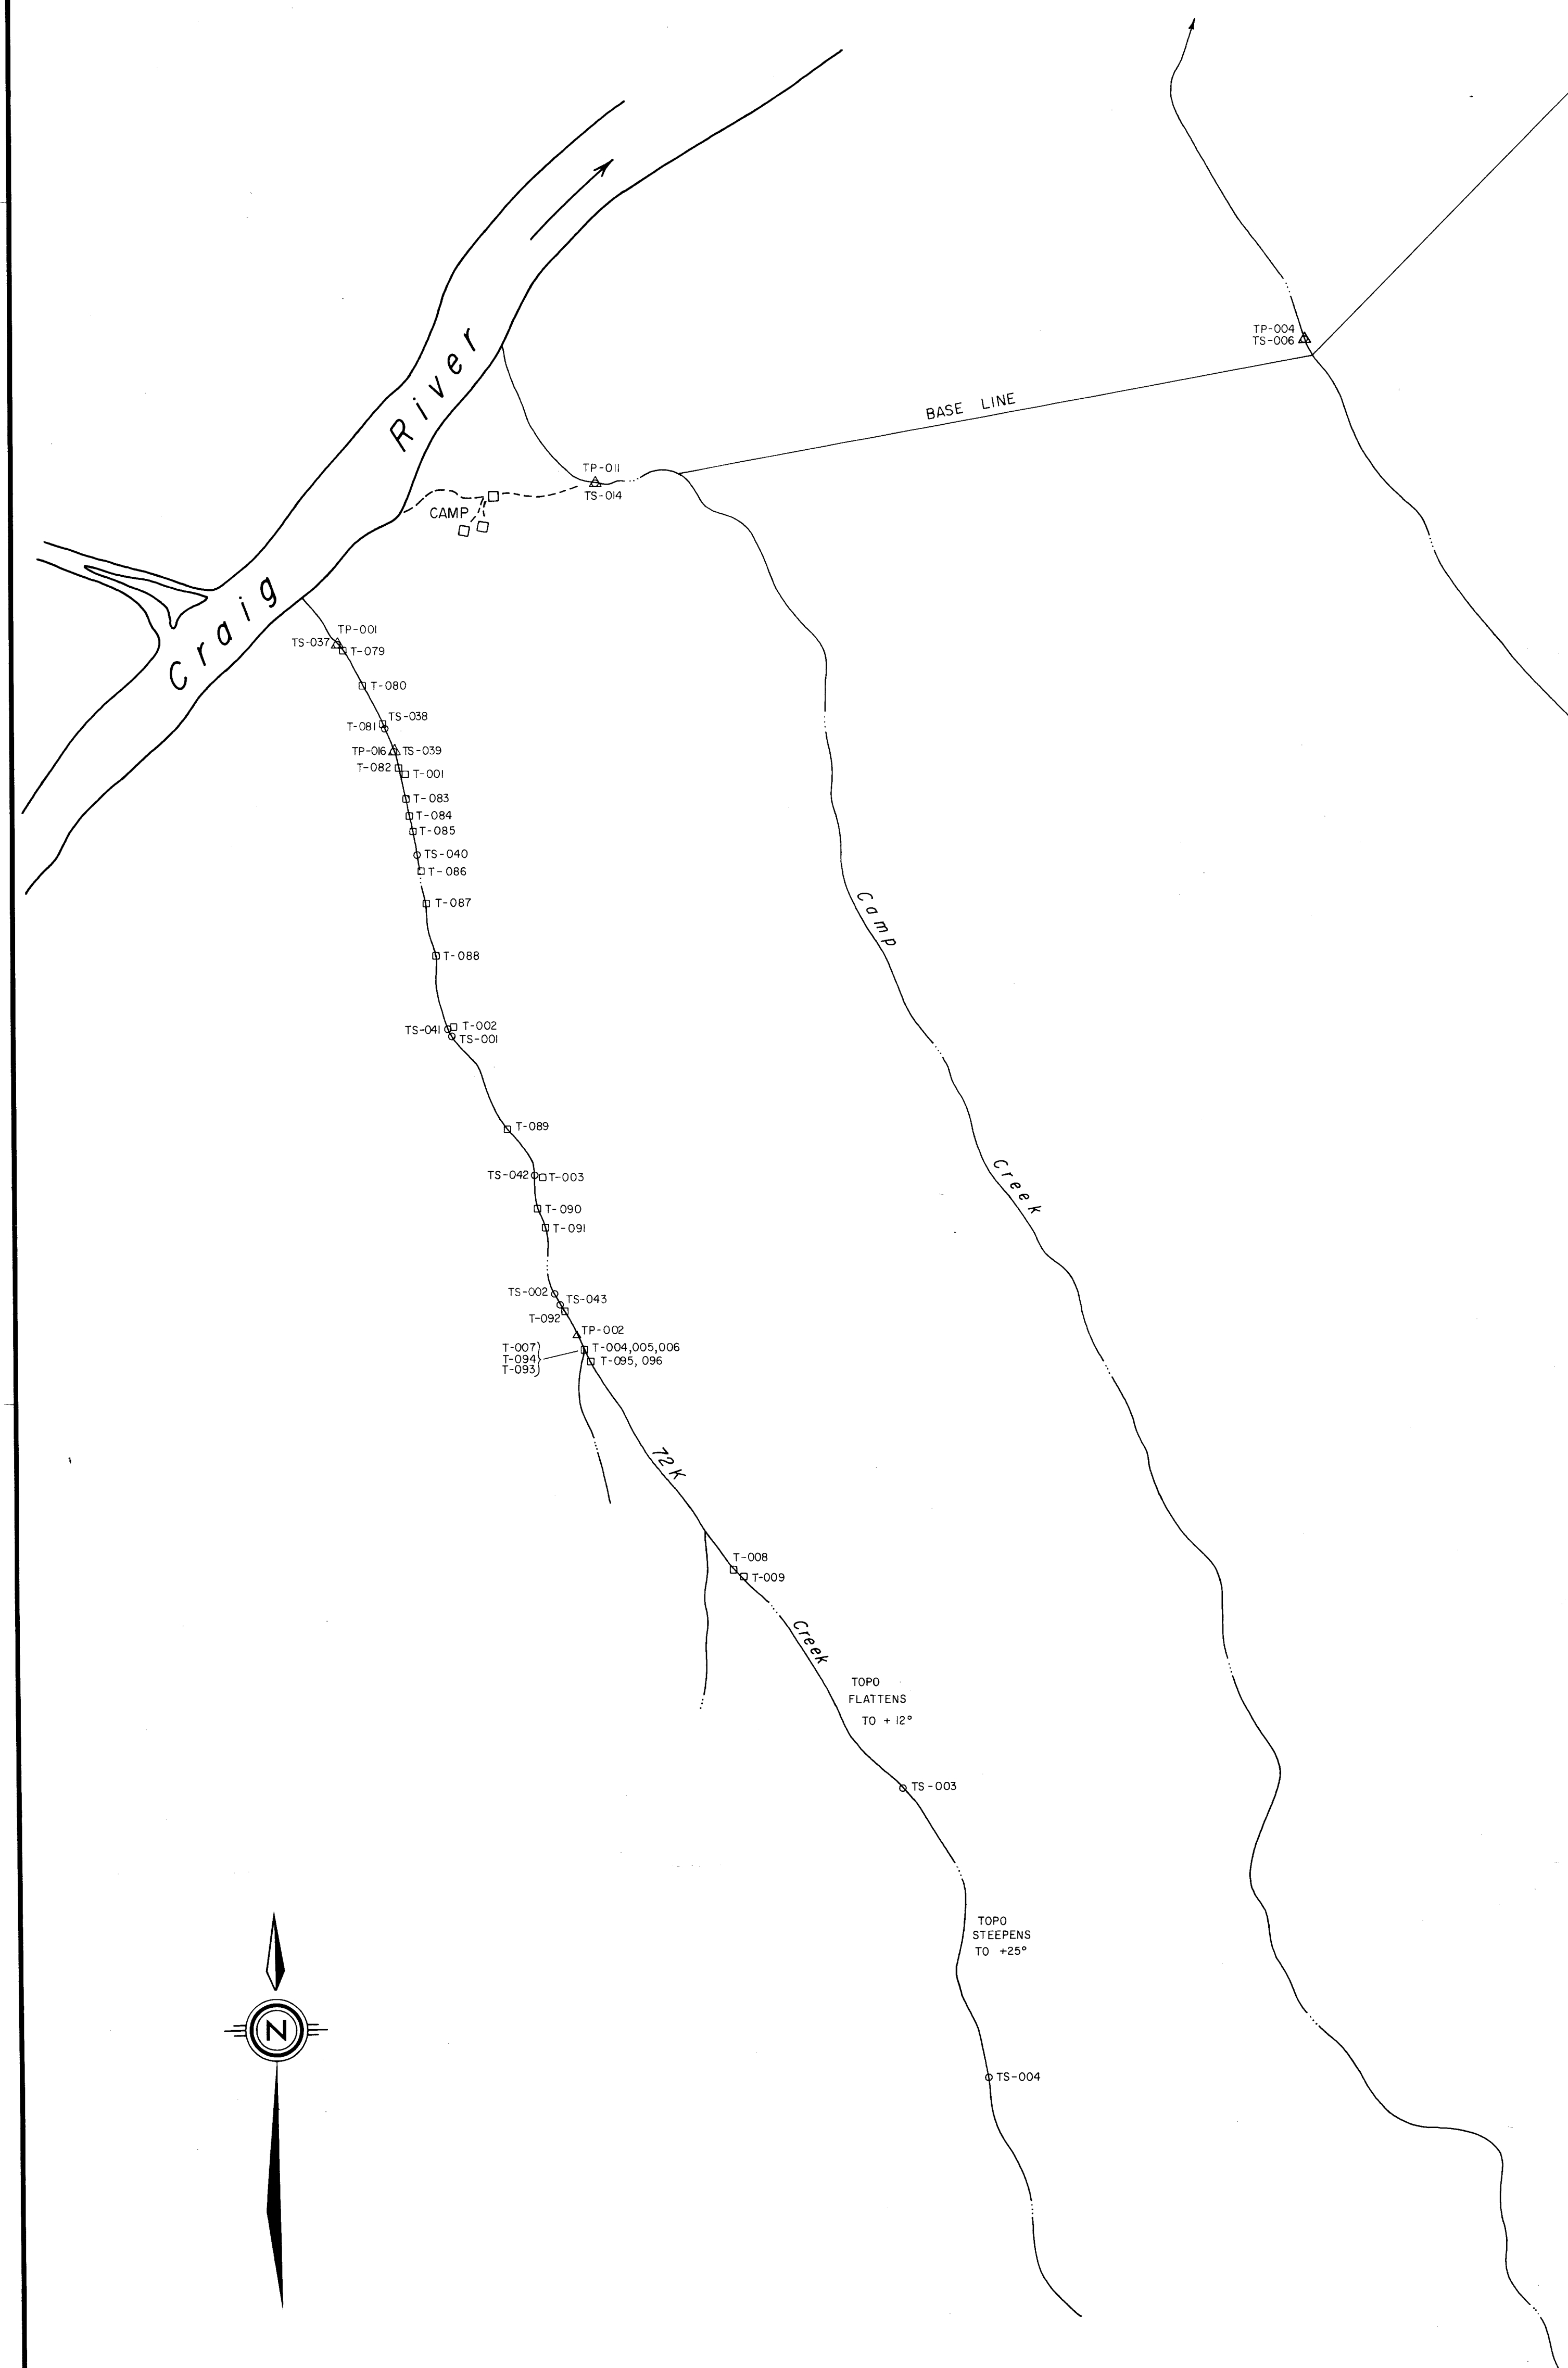 TP-004
TS-006
BASE LINE
River
TP-011
TS-014
CAMP
Craig
TP-001
TS-037
T-079
T-080
TS-038
T-081
TP-016
TS-039
T-082
T-001
T-083
T-084
T-085
TS-040
T-086
T-087
Camp
T-088
T-002
TS-041
TS-001
T-089
Creek
TS-042
T-003
T-090
T-091
TS-002
TS-043
T-092
TP-002
T-007
T-004,005,006
T-094
T-095, 096
T-093
72K
T-008
T-009
Creek
TOPO
FLATTENS
TO + 12°
TS-003
TOPO
STEEPENS
TO +25°
N
TS-004